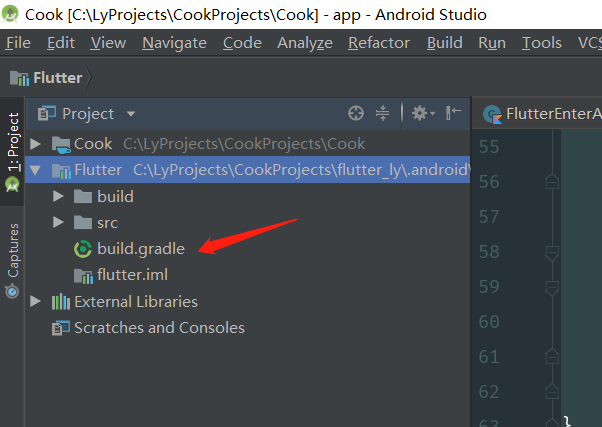 Cook [C:\LyProjects\CookProjects\Cook] - app - Android Studio
File Edit View Navigate Code Analyze Refactor Build Run Tools VCS
Flutter
1: Project
Captures
Project
Cook C:\LyProjects\CookProjects\Cook
Flutter C:\LyProjects\CookProjects\flutter_ly\.android\
build
src
build.gradle
flutter.iml
External Libraries
Scratches and Consoles
FlutterEnterA
55
56
57
58
59
60
61
62
63 }